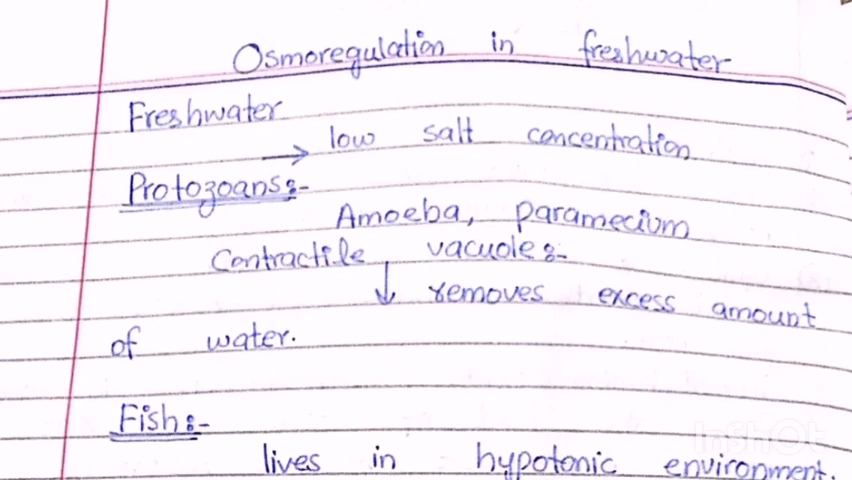 Osmoregulation in freshwater
Freshwater
→ low salt concentration
Protozoans:-
Amoeba, paramecium
Contractile vacuole:-
↓ removes excess amount
of water.
Fish:-
lives in hypotonic environment.
InShOt